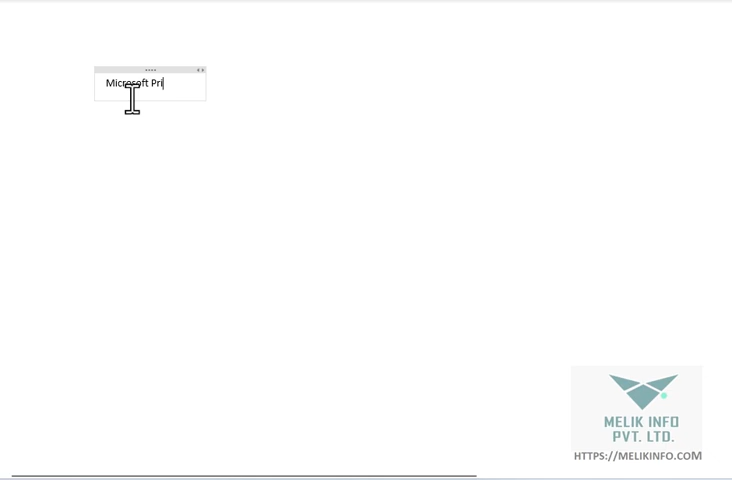 Microsoft Pri
MELIK INFO
PVT. LTD.
HTTPS://MELIKINFO.COM